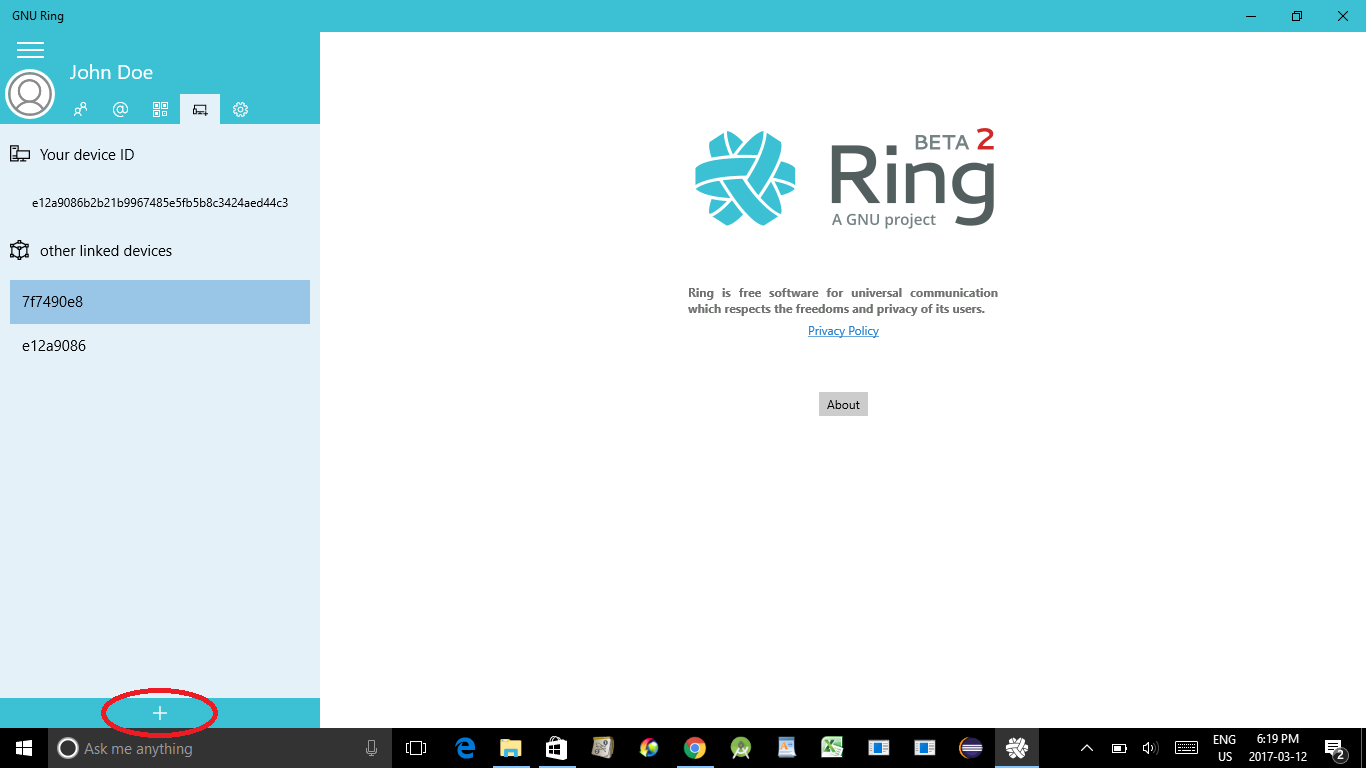 GNU Ring
John Doe
Your device ID
e12a9086b2b21b9967485e5fb5b8c3424aed44c3
other linked devices
7f7490e8
e12a9086
BETA 2
Ring
A GNU project
Ring is free software for universal communication
which respects the freedoms and privacy of its users.
Privacy Policy
About
Ask me anything
ENG
US
6:19 PM
2017-03-12
2